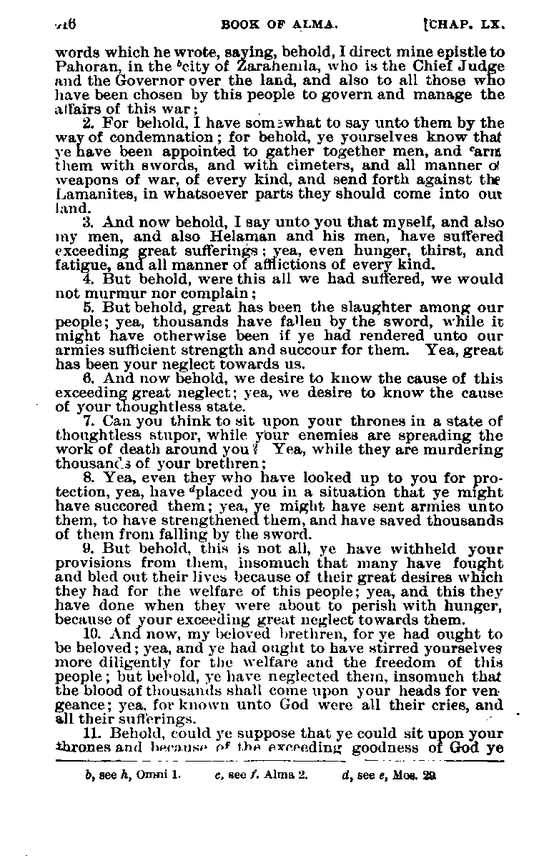 BOOK OF ALMA. [CHAP. LX.
words which he wrote, saying, behold, I direct mine epistle to
Pahoran, in the ᵇcity of Zarahemla, who is the Chief Judge
and the Governor over the land, and also to all those who
have been chosen by this people to govern and manage the
affairs of this war;
2. For behold, I have somewhat to say unto them by the
way of condemnation; for behold, ye yourselves know that
ye have been appointed to gather together men, and ᶜarm
them with swords, and with cimeters, and all manner of
weapons of war, of every kind, and send forth against the
Lamanites, in whatsoever parts they should come into our
land.
3. And now behold, I say unto you that myself, and also
my men, and also Helaman and his men, have suffered
exceeding great sufferings; yea, even hunger, thirst, and
fatigue, and all manner of afflictions of every kind.
4. But behold, were this all we had suffered, we would
not murmur nor complain;
5. But behold, great has been the slaughter among our
people; yea, thousands have fallen by the sword, while it
might have otherwise been if ye had rendered unto our
armies sufficient strength and succour for them. Yea, great
has been your neglect towards us.
6. And now behold, we desire to know the cause of this
exceeding great neglect; yea, we desire to know the cause
of your thoughtless state.
7. Can you think to sit upon your thrones in a state of
thoughtless stupor, while your enemies are spreading the
work of death around you? Yea, while they are murdering
thousands of your brethren;
8. Yea, even they who have looked up to you for pro-
tection, yea, have ᵈplaced you in a situation that ye might
have succored them; yea, ye might have sent armies unto
them, to have strengthened them, and have saved thousands
of them from falling by the sword.
9. But behold, this is not all, ye have withheld your
provisions from them, insomuch that many have fought
and bled out their lives because of their great desires which
they had for the welfare of this people; yea, and this they
have done when they were about to perish with hunger,
because of your exceeding great neglect towards them.
10. And now, my beloved brethren, for ye had ought to
be beloved; yea, and ye had ought to have stirred yourselves
more diligently for the welfare and the freedom of this
people; but behold, ye have neglected them, insomuch that
the blood of thousands shall come upon your heads for ven-
geance; yea, for known unto God were all their cries, and
all their sufferings.
11. Behold, could ye suppose that ye could sit upon your
thrones and because of the exceeding goodness of God ye
b, see h, Omni 1. c, see f. Alma 2. d, see e, Mos. 29